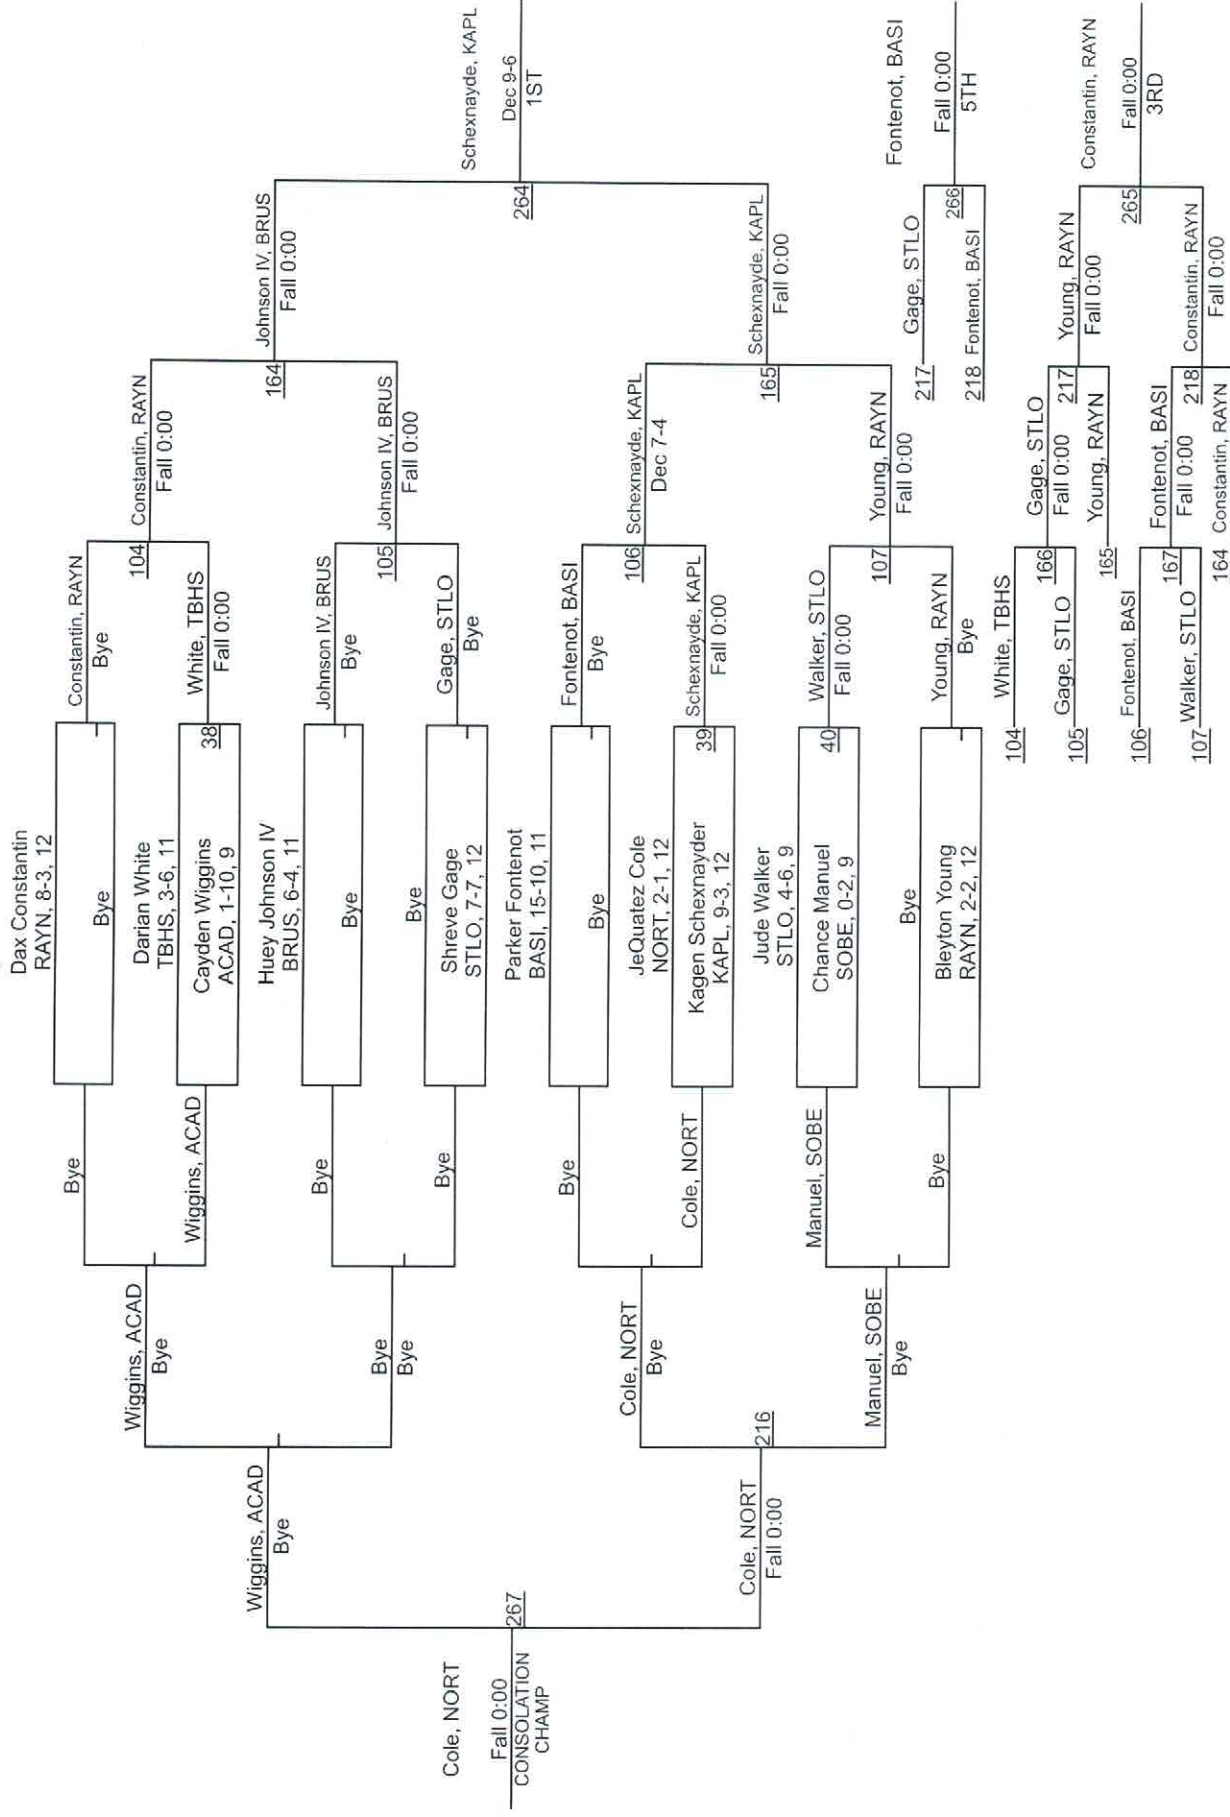 Dax Constantin
RAYN, 8-3, 12
Bye
Constantin, RAYN
Bye
Bye
Darian White
TBHS, 3-6, 11
Cayden Wiggins
ACAD, 1-10, 9
38
White, TBHS
Fall 0:00
Wiggins, ACAD
104
Constantin, RAYN
Fall 0:00
Wiggins, ACAD
Bye
Huey Johnson IV
BRUS, 6-4, 11
Bye
Johnson IV, BRUS
Bye
Bye
Bye
Shreve Gage
STLO, 7-7, 12
Gage, STLO
Bye
Bye
105
Johnson IV, BRUS
Fall 0:00
Bye
Bye
164
Johnson IV, BRUS
Fall 0:00
Wiggins, ACAD
Bye
Parker Fontenot
BASI, 15-10, 11
Bye
Fontenot, BASI
Bye
Bye
JeQuatez Cole
NORT, 2-1, 12
Kagen Schexnayder
KAPL, 9-3, 12
39
Schexnayde, KAPL
Fall 0:00
Cole, NORT
106
Schexnayde, KAPL
Dec 7-4
Cole, NORT
Bye
Jude Walker
STLO, 4-6, 9
Chance Manuel
SOBE, 0-2, 9
40
Walker, STLO
Fall 0:00
Manuel, SOBE
Bye
Bleyton Young
RAYN, 2-2, 12
Young, RAYN
Bye
Bye
107
Young, RAYN
Fall 0:00
Manuel, SOBE
Bye
165
Schexnayde, KAPL
Fall 0:00
216
Cole, NORT
Fall 0:00
264
Schexnayde, KAPL
Dec 9-6
1ST
267
Cole, NORT
Fall 0:00
CONSOLATION
CHAMP
217
Gage, STLO
218 Fontenot, BASI
266
Fontenot, BASI
Fall 0:00
5TH
104
White, TBHS
105
Gage, STLO
166
Gage, STLO
Fall 0:00
165
Young, RAYN
217
Young, RAYN
Fall 0:00
106
Fontenot, BASI
107
Walker, STLO
167
Fontenot, BASI
Fall 0:00
164 Constantin, RAYN
218
Constantin, RAYN
Fall 0:00
265
Constantin, RAYN
Fall 0:00
3RD